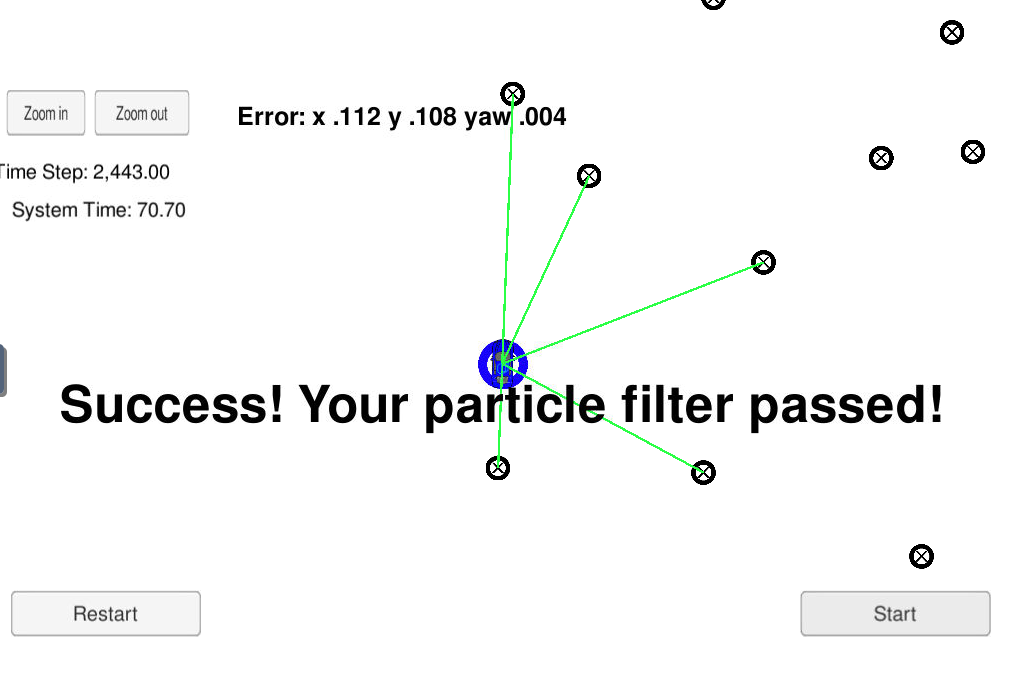 Zoom in
Zoom out
Error: x .112 y .108 yaw .004
Time Step: 2,443.00
System Time: 70.70
Success! Your particle filter passed!
Restart
Start